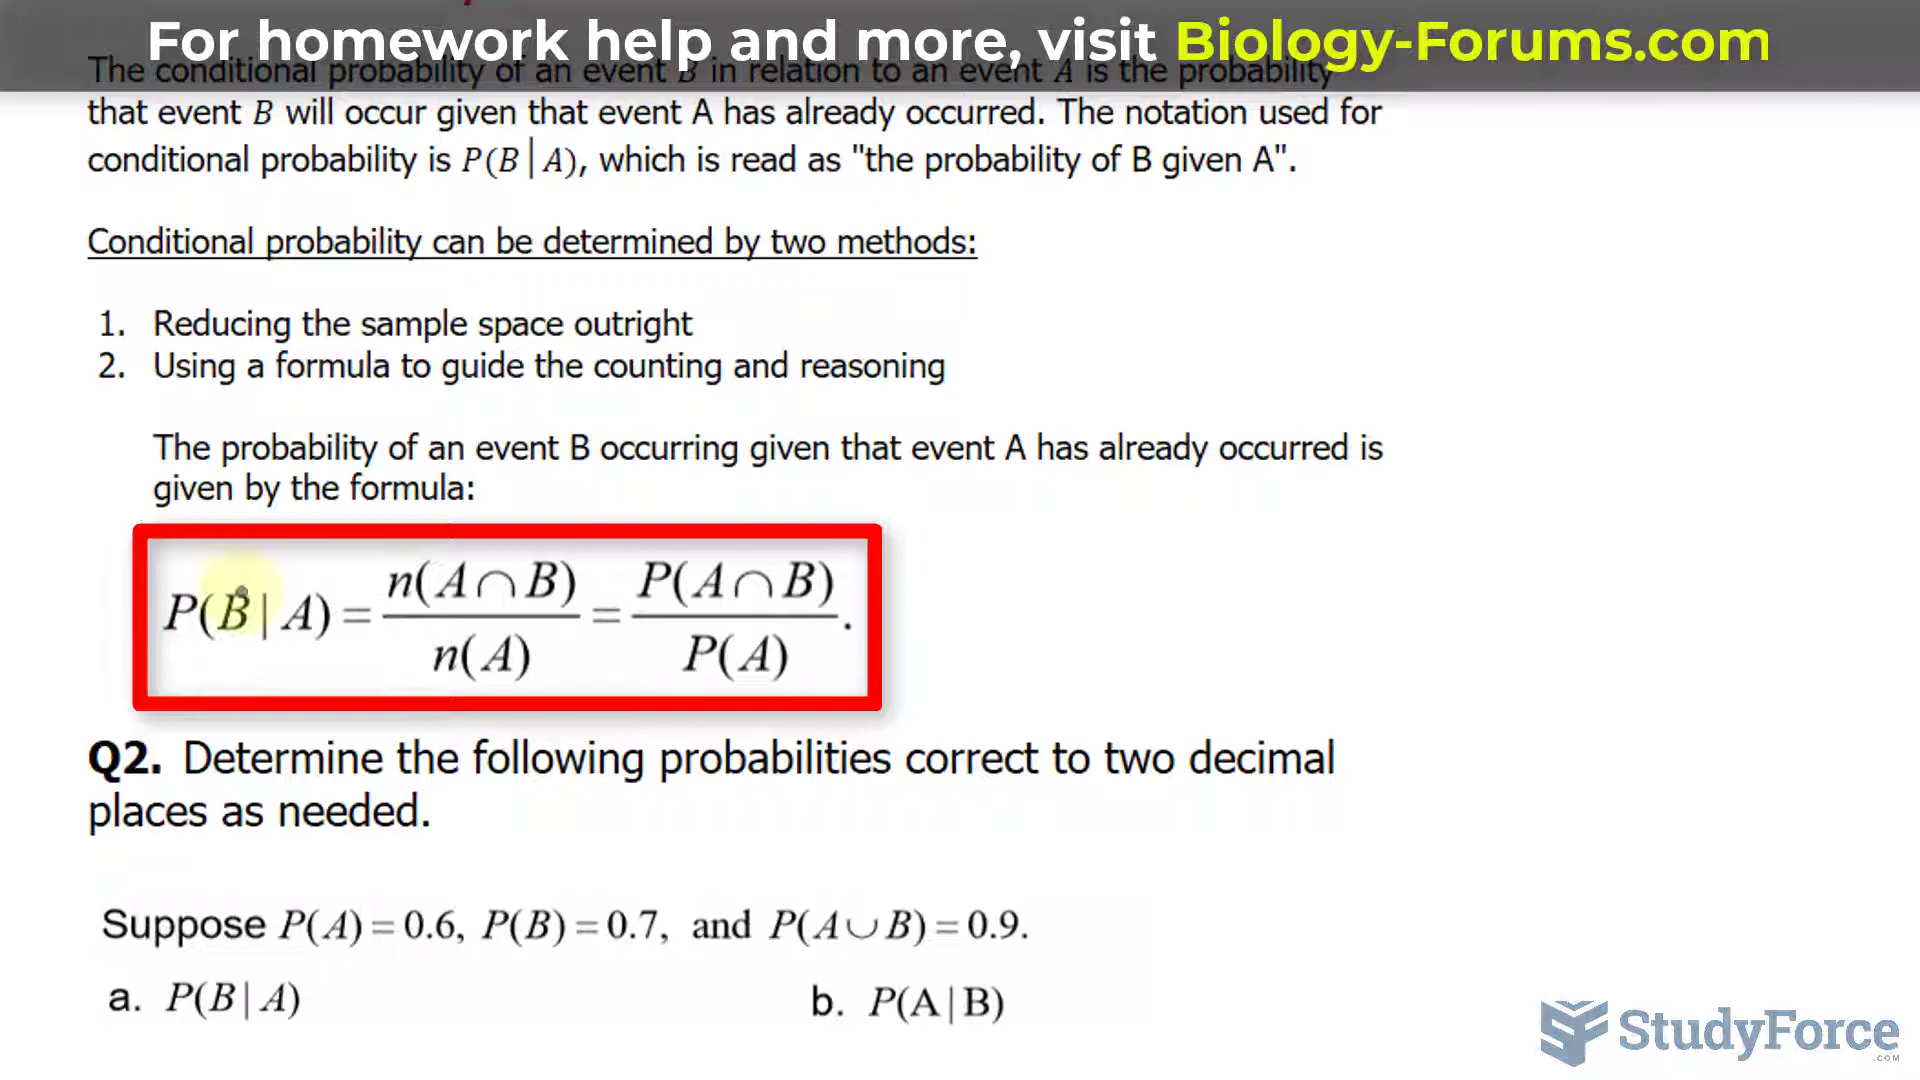 For homework help and more, visit Biology-Forums.com
The conditional probability of an event B in relation to an event A is the probability
that event B will occur given that event A has already occurred. The notation used for
conditional probability is P(B | A), which is read as "the probability of B given A".
Conditional probability can be determined by two methods:
1. Reducing the sample space outright
2. Using a formula to guide the counting and reasoning
The probability of an event B occurring given that event A has already occurred is
given by the formula:
P(B | A) = n(A ∩ B) / n(A) = P(A ∩ B) / P(A).
Q2. Determine the following probabilities correct to two decimal
places as needed.
Suppose P(A) = 0.6, P(B) = 0.7, and P(A ∪ B) = 0.9.
a. P(B | A)
b. P(A | B)
StudyForce
.COM